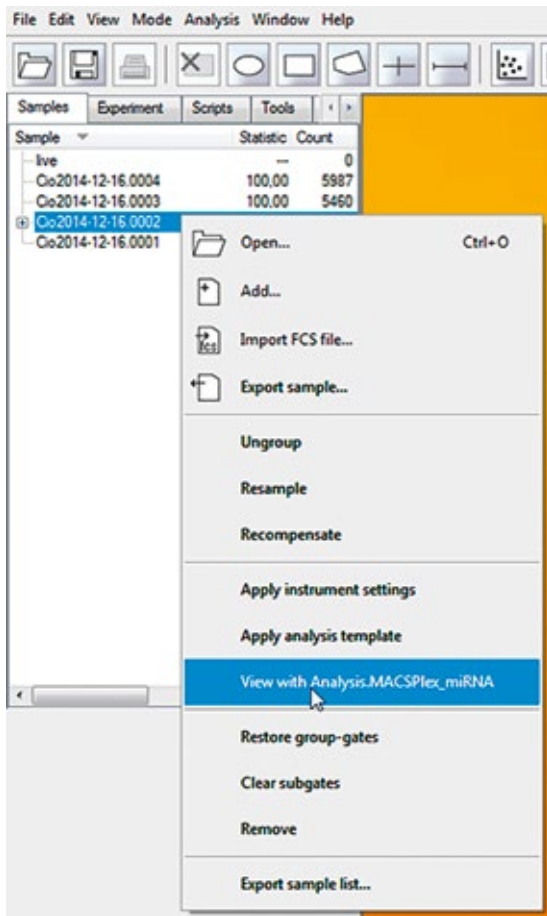 File Edit View Mode Analysis Window Help
Samples Experiment Scripts Tools
Sample Statistic Count
live --- 0
Cio2014-12-16.0004 100,00 5987
Cio2014-12-16.0003 100,00 5460
Cio2014-12-16.0002
Cio2014-12-16.0001
Open... Ctrl+O
Add...
fcs
Import FCS file...
Export sample...
Ungroup
Resample
Recompensate
Apply instrument settings
Apply analysis template
View with Analysis.MACSPlex_miRNA
Restore group-gates
Clear subgates
Remove
Export sample list...